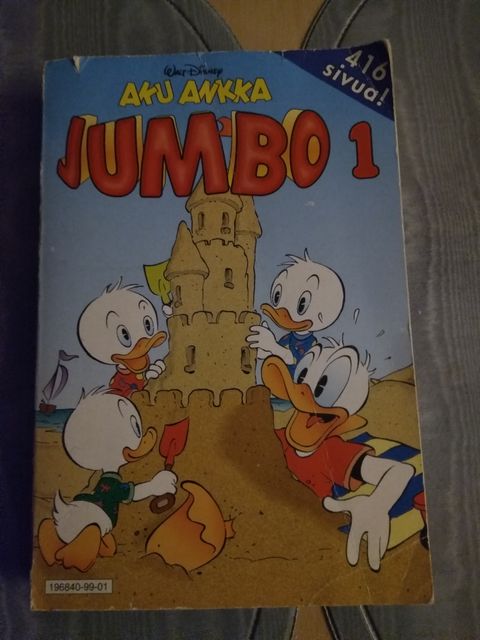 416
sivua!
Walt Disney
AKU ANKKA
JUMBO 1
196840-99-01